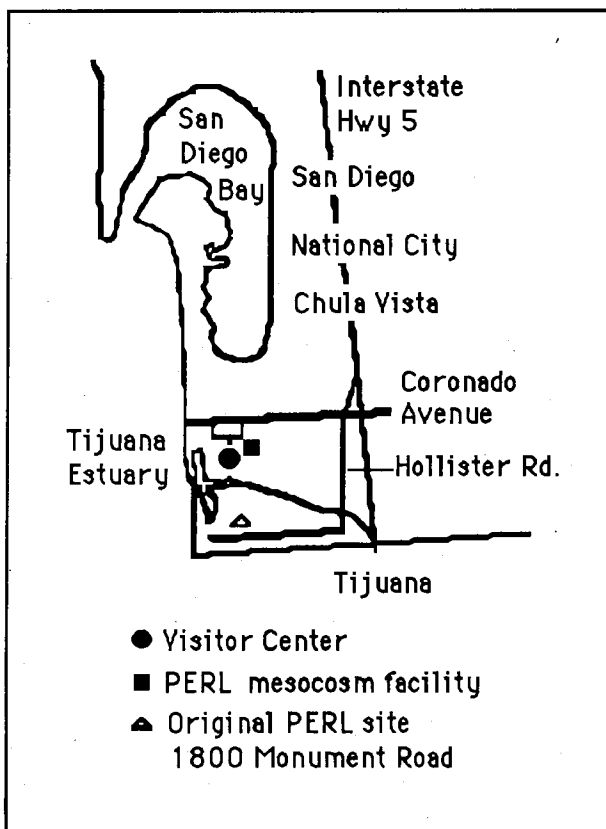 Interstate
Hwy 5
San
Diego
Bay
San Diego
National City
Chula Vista
Coronado
Avenue
Tijuana
Estuary
Hollister Rd.
Tijuana
Visitor Center
PERL mesocosm facility
Original PERL site
1800 Monument Road